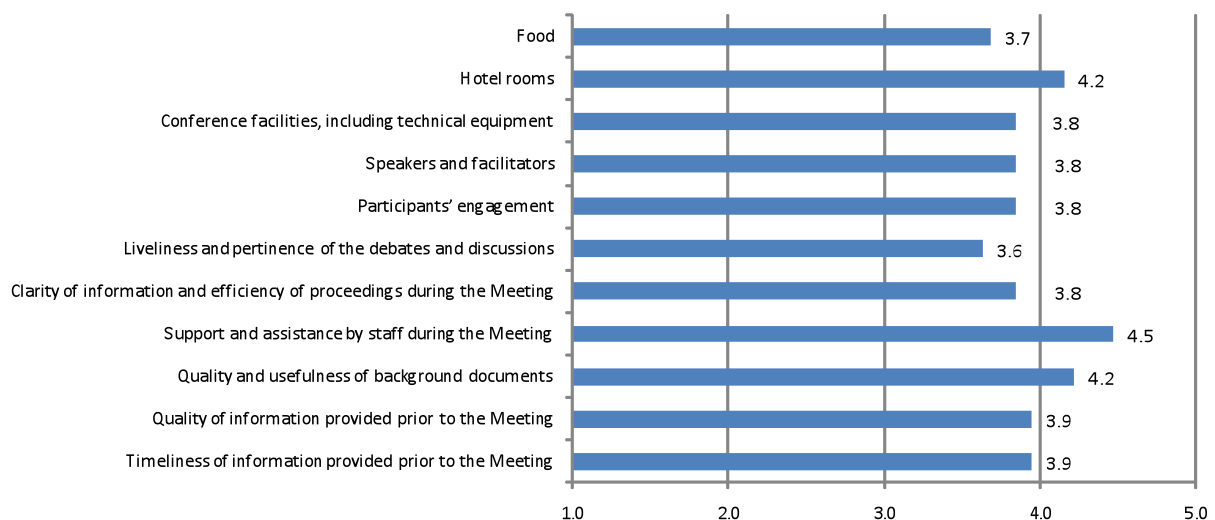 Food 3.7
Hotel rooms 4.2
Conference facilities, including technical equipment 3.8
Speakers and facilitators 3.8
Participants’ engagement 3.8
Liveliness and pertinence of the debates and discussions 3.6
Clarity of information and efficiency of proceedings during the Meeting 3.8
Support and assistance by staff during the Meeting 4.5
Quality and usefulness of background documents 4.2
Quality of information provided prior to the Meeting 3.9
Timeliness of information provided prior to the Meeting 3.9
1.0 2.0 3.0 4.0 5.0